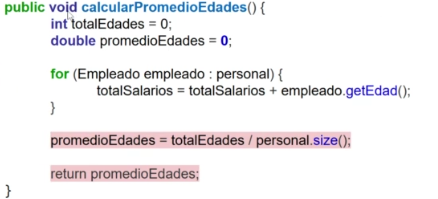 public void calcularPromedioEdades() {
int totalEdades = 0;
double promedioEdades = 0;
for (Empleado empleado : personal) {
totalSalarios = totalSalarios + empleado.getEdad();
}
promedioEdades = totalEdades / personal.size();
return promedioEdades;
}